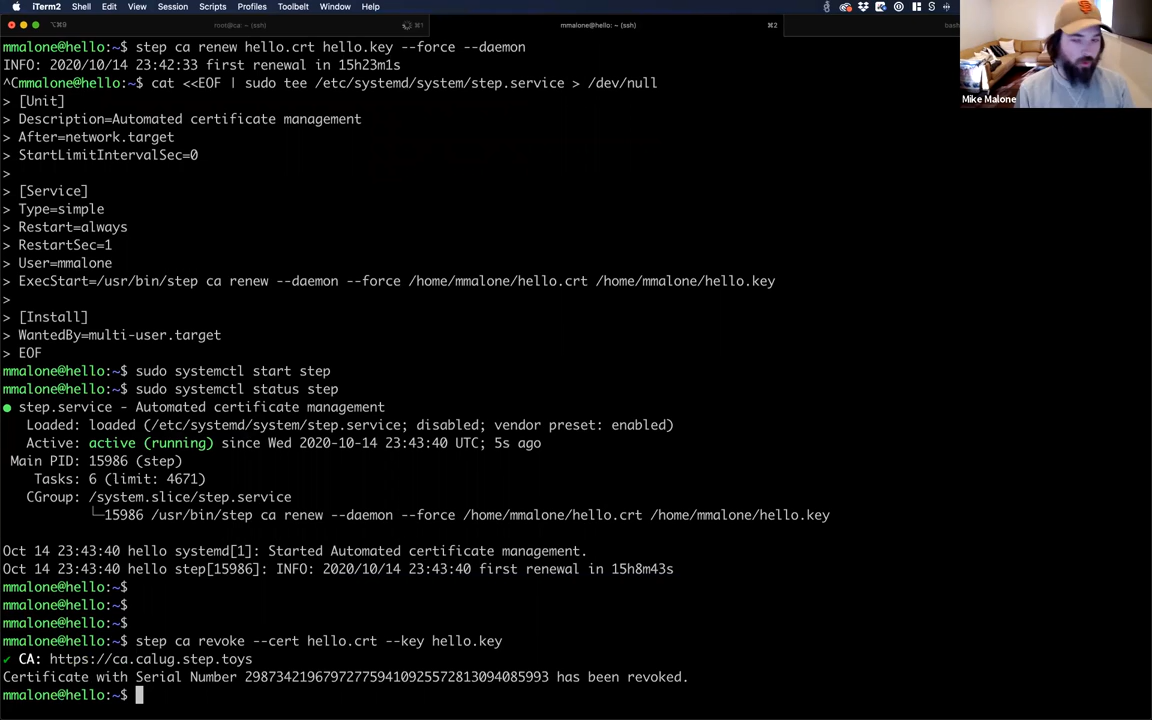 iTerm2 Shell Edit View Session Scripts Profiles Toolbelt Window Help
⌥⌘9 root@ca: ~ (ssh) ⌘1 mmalone@hello: ~ (ssh) ⌘2 bash
mmalone@hello:~$ step ca renew hello.crt hello.key --force --daemon
INFO: 2020/10/14 23:42:33 first renewal in 15h23m1s
^Cmmalone@hello:~$ cat <<EOF | sudo tee /etc/systemd/system/step.service > /dev/null
> [Unit]
> Description=Automated certificate management
> After=network.target
> StartLimitIntervalSec=0
>
> [Service]
> Type=simple
> Restart=always
> RestartSec=1
> User=mmalone
> ExecStart=/usr/bin/step ca renew --daemon --force /home/mmalone/hello.crt /home/mmalone/hello.key
>
> [Install]
> WantedBy=multi-user.target
> EOF
mmalone@hello:~$ sudo systemctl start step
mmalone@hello:~$ sudo systemctl status step
● step.service - Automated certificate management
Loaded: loaded (/etc/systemd/system/step.service; disabled; vendor preset: enabled)
Active: active (running) since Wed 2020-10-14 23:43:40 UTC; 5s ago
Main PID: 15986 (step)
Tasks: 6 (limit: 4671)
CGroup: /system.slice/step.service
└─15986 /usr/bin/step ca renew --daemon --force /home/mmalone/hello.crt /home/mmalone/hello.key
Oct 14 23:43:40 hello systemd[1]: Started Automated certificate management.
Oct 14 23:43:40 hello step[15986]: INFO: 2020/10/14 23:43:40 first renewal in 15h8m43s
mmalone@hello:~$
mmalone@hello:~$
mmalone@hello:~$
mmalone@hello:~$ step ca revoke --cert hello.crt --key hello.key
✔ CA: https://ca.calug.step.toys
Certificate with Serial Number 298734219679727759410925572813094085993 has been revoked.
mmalone@hello:~$
Mike Malone